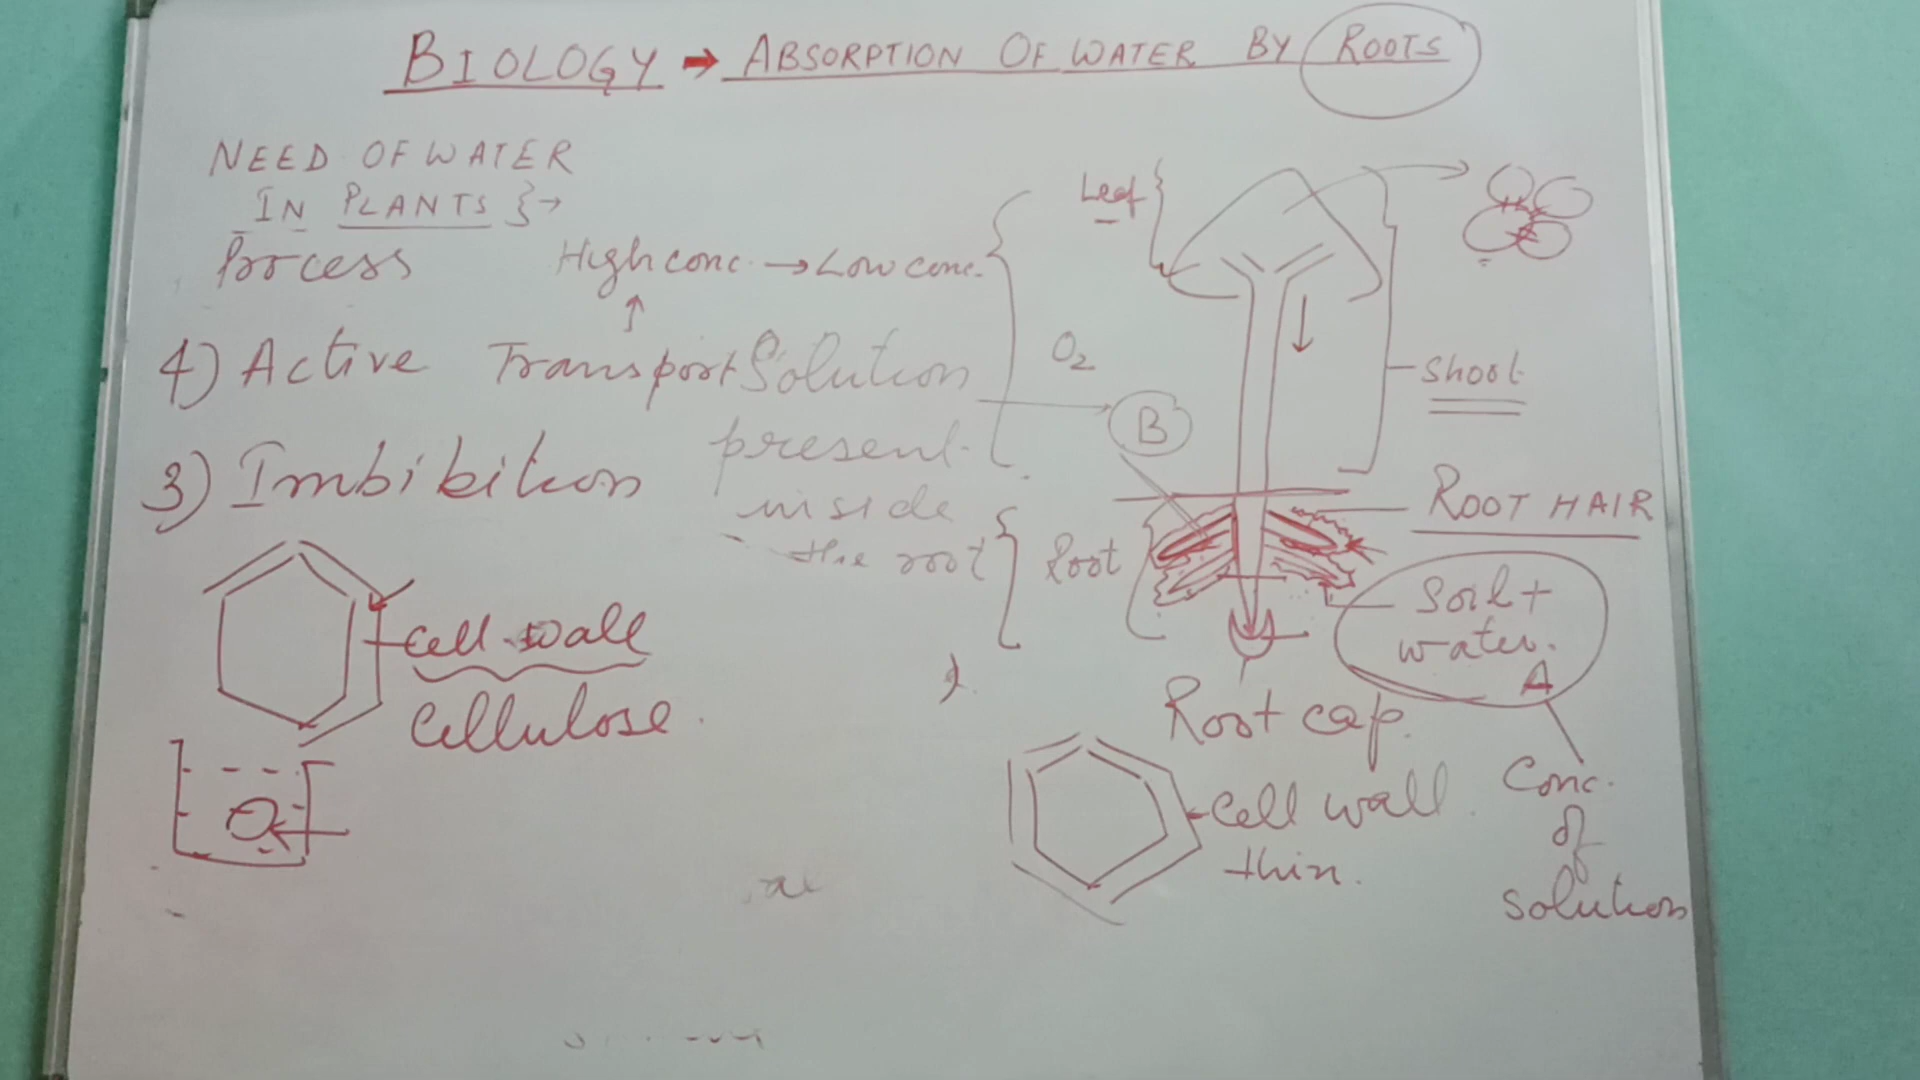 BIOLOGY → ABSORPTION OF WATER BY ROOTS
NEED OF WATER
IN PLANTS } →
Process
High conc. → Low conc.
↑
4) Active Transport
3) Imbibition
Solution
present
inside
the root
Cell wall
Cellulose
Leaf
O2
B
Shoot
ROOT HAIR
Root
Soil +
water.
A
Root cap.
Cell wall
thin.
Conc.
of
solution